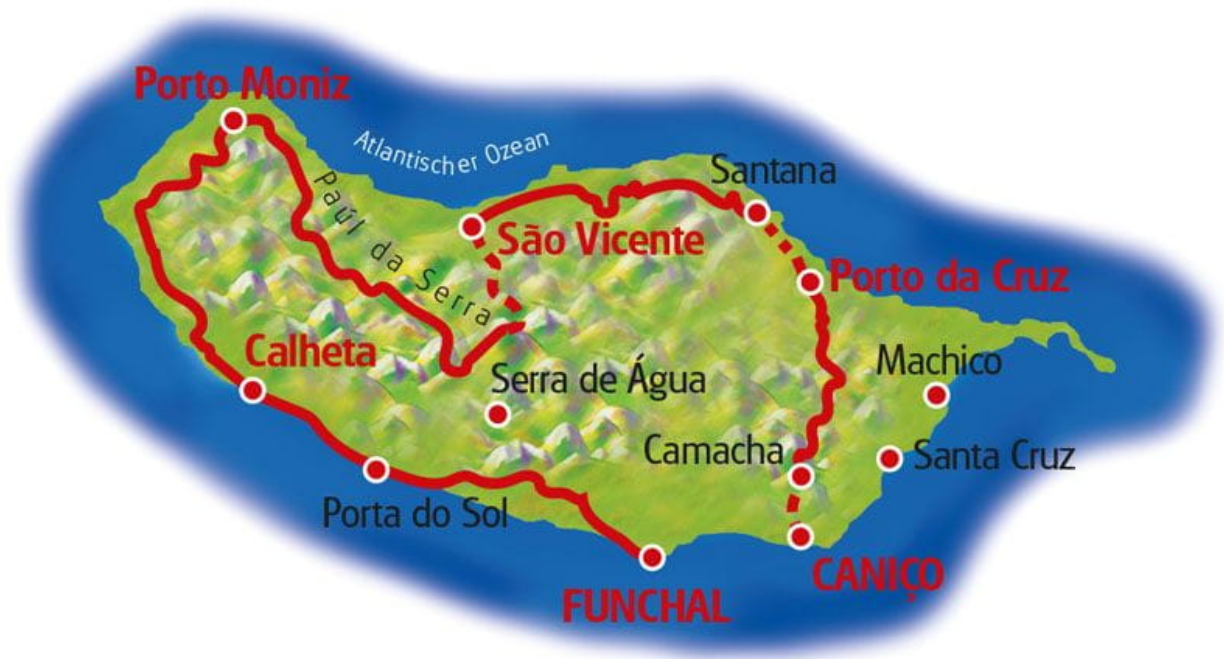 Porto Moniz
Atlantischer Ozean
Santana
Paúl da Serra
São Vicente
Porto da Cruz
Calheta
Machico
Serra de Água
Camacha
Santa Cruz
Porta do Sol
CANIÇO
FUNCHAL